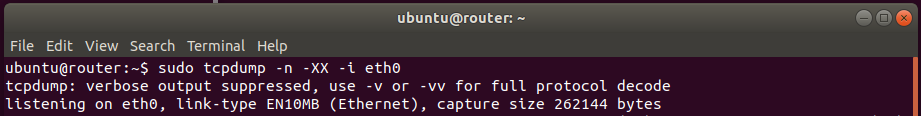 ubuntu@router: ~
File Edit View Search Terminal Help
ubuntu@router:~$ sudo tcpdump -n -XX -i eth0
tcpdump: verbose output suppressed, use -v or -vv for full protocol decode
listening on eth0, link-type EN10MB (Ethernet), capture size 262144 bytes